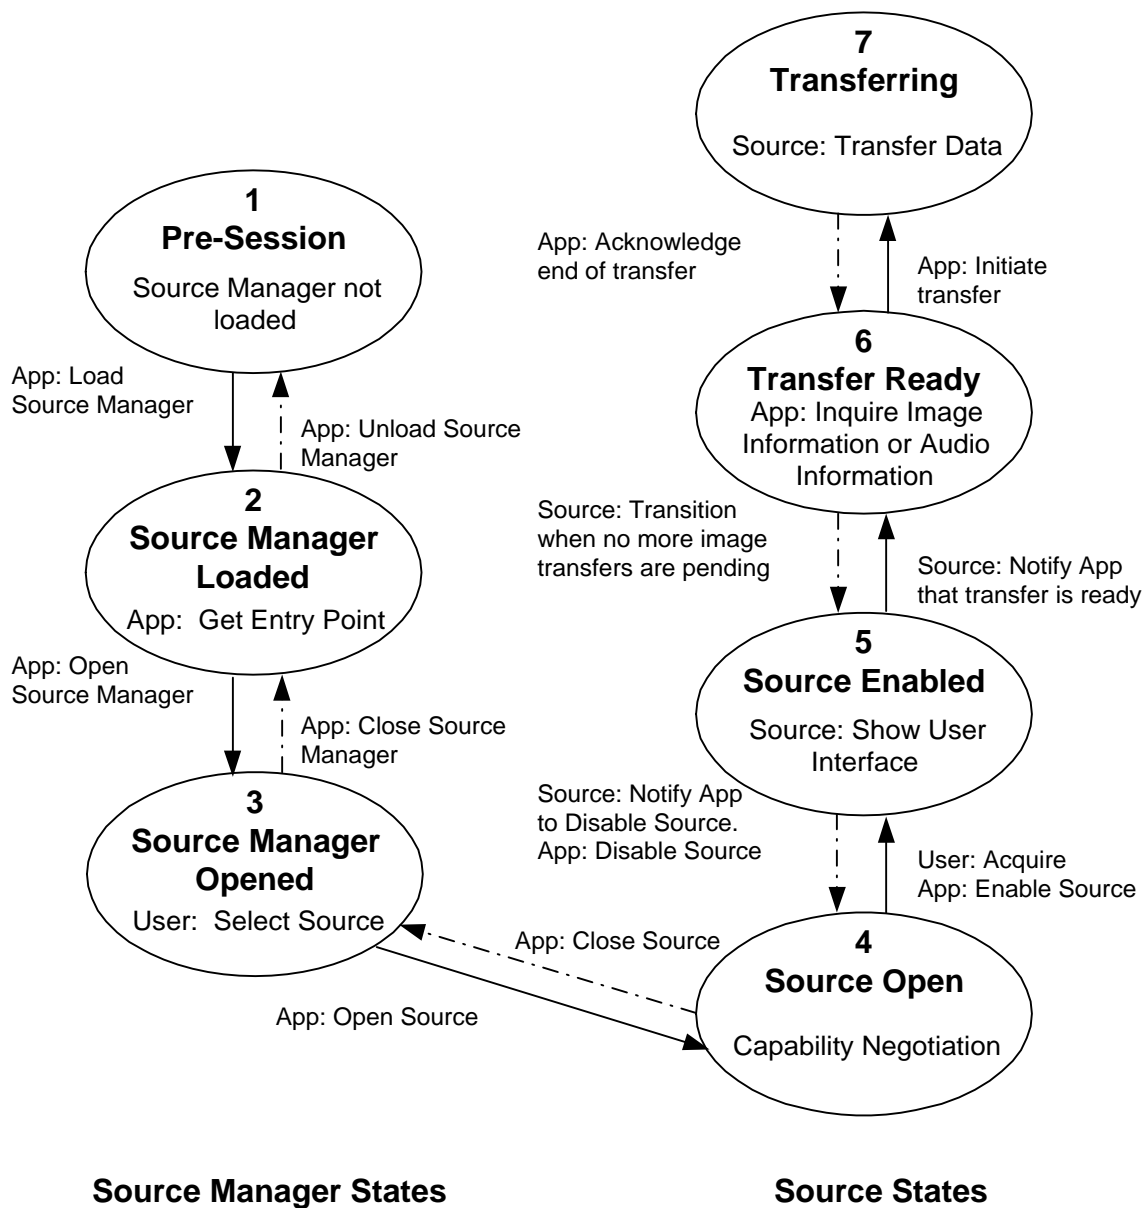 1
Pre-Session
Source Manager not
loaded
App: Load
Source Manager
App: Unload Source
Manager
2
Source Manager
Loaded
App:  Get Entry Point
App: Open
Source Manager
App: Close Source
Manager
3
Source Manager
Opened
User:  Select Source
App: Close Source
App: Open Source
7
Transferring
Source: Transfer Data
App: Acknowledge
end of transfer
App: Initiate
transfer
6
Transfer Ready
App: Inquire Image
Information or Audio
Information
Source: Transition
when no more image
transfers are pending
Source: Notify App
that transfer is ready
5
Source Enabled
Source: Show User
Interface
Source: Notify App
to Disable Source.
App: Disable Source
User: Acquire
App: Enable Source
4
Source Open
Capability Negotiation
Source Manager States
Source States